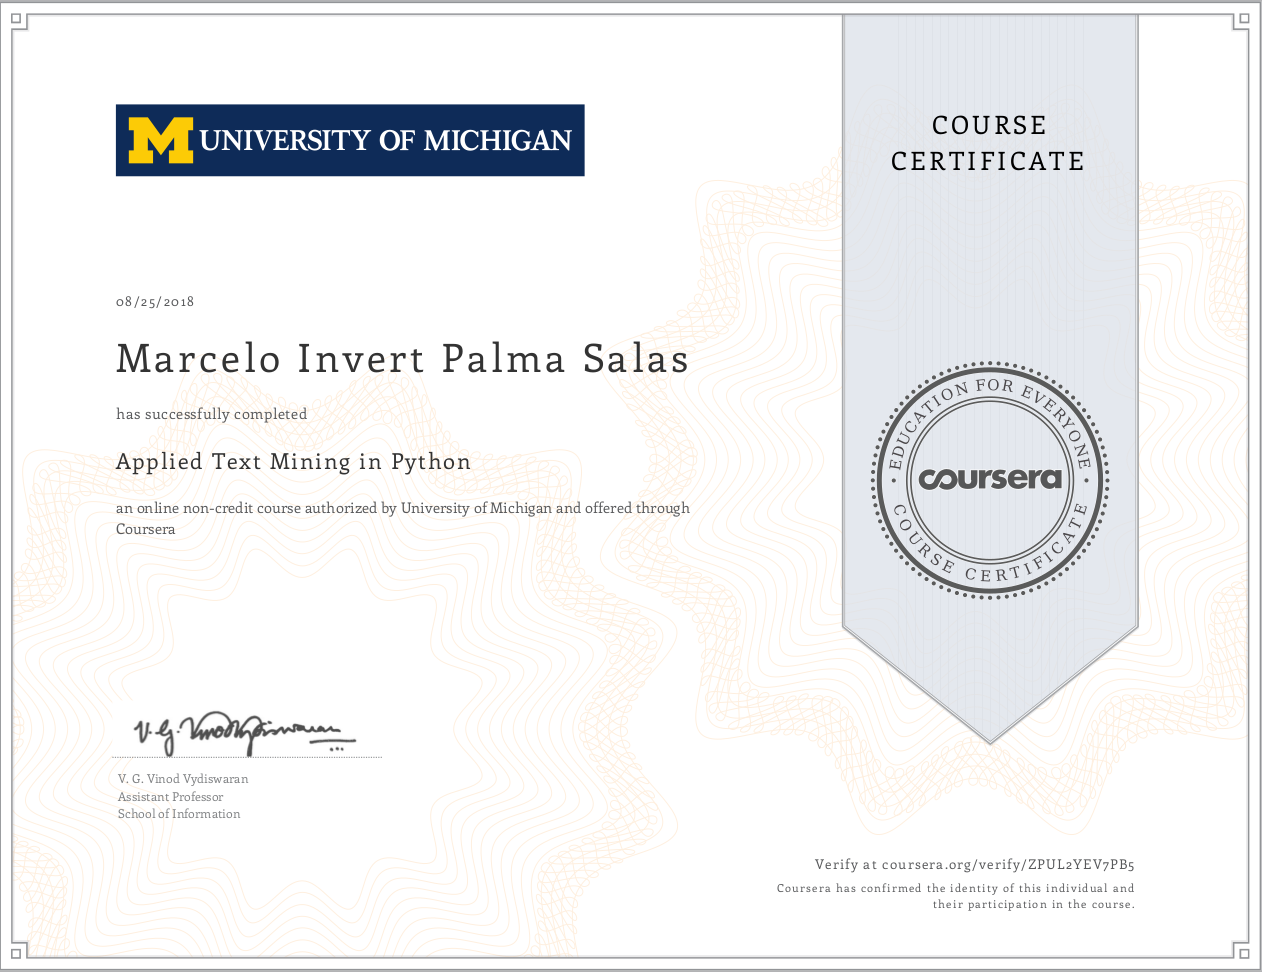 M UNIVERSITY OF MICHIGAN
COURSE
CERTIFICATE
08/25/2018
Marcelo Invert Palma Salas
has successfully completed
Applied Text Mining in Python
an online non-credit course authorized by University of Michigan and offered through
Coursera
EDUCATION FOR EVERYONE
coursera
COURSE CERTIFICATE
V. G. Vinod Vydiswaran
V. G. Vinod Vydiswaran
Assistant Professor
School of Information
Verify at coursera.org/verify/ZPUL2YEV7PB5
Coursera has confirmed the identity of this individual and
their participation in the course.